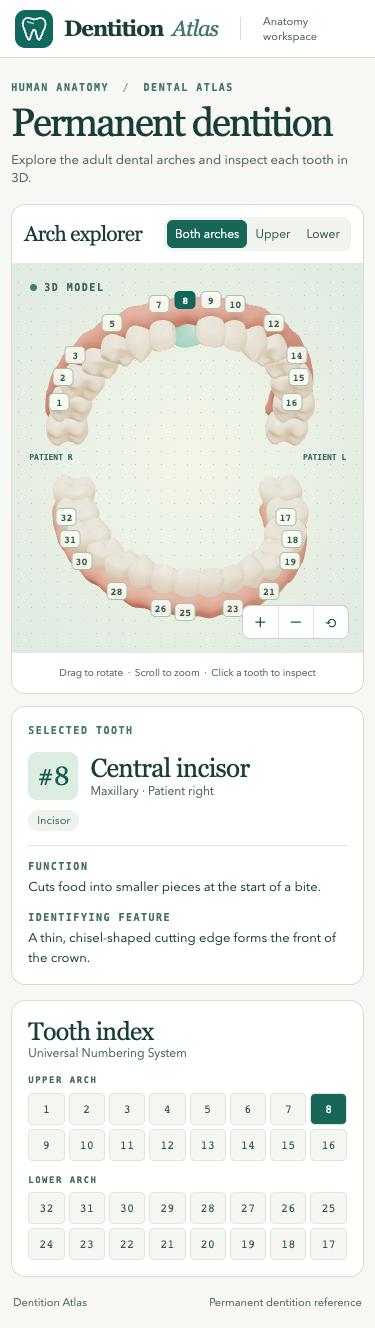 Dentition Atlas
Anatomy
workspace
HUMAN ANATOMY / DENTAL ATLAS
Permanent dentition
Explore the adult dental arches and inspect each tooth in
3D.
Arch explorer
Both arches Upper Lower
3D MODEL
7 8 9 10
5 12
3 14
2 15
1 16
PATIENT R PATIENT L
32 17
31 18
30 19
28 21
26 25 23
+ − ⟲
Drag to rotate · Scroll to zoom · Click a tooth to inspect
SELECTED TOOTH
#8
Central incisor
Maxillary · Patient right
Incisor
FUNCTION
Cuts food into smaller pieces at the start of a bite.
IDENTIFYING FEATURE
A thin, chisel-shaped cutting edge forms the front of
the crown.
Tooth index
Universal Numbering System
UPPER ARCH
1 2 3 4 5 6 7 8
9 10 11 12 13 14 15 16
LOWER ARCH
32 31 30 29 28 27 26 25
24 23 22 21 20 19 18 17
Dentition Atlas Permanent dentition reference